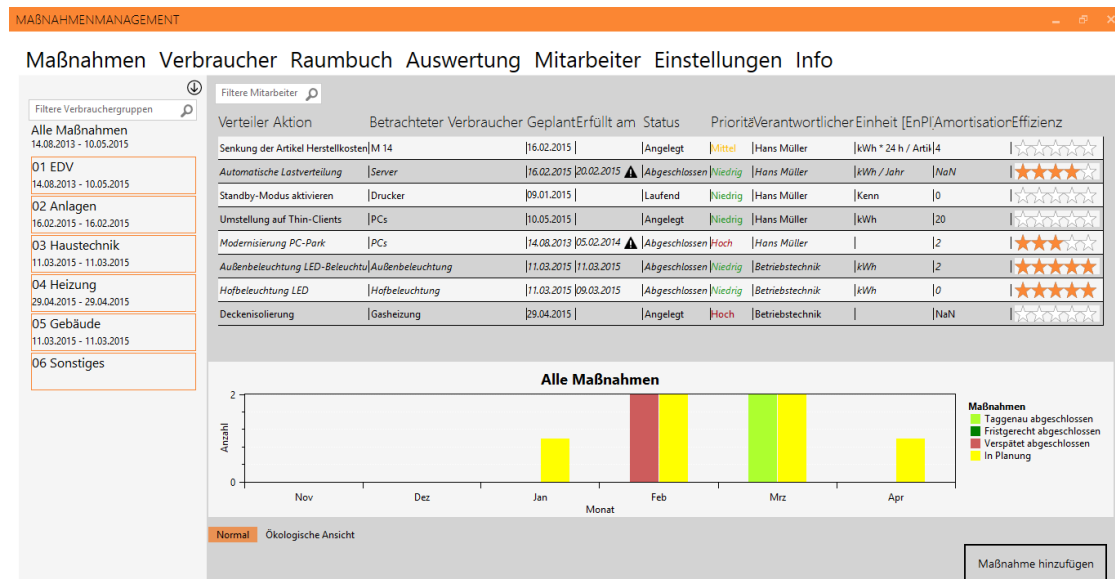 MAßNAHMENMANAGEMENT
Maßnahmen Verbraucher Raumbuch Auswertung Mitarbeiter Einstellungen Info
Filtere Verbrauchergruppen
Alle Maßnahmen
14.08.2013 - 10.05.2015
01 EDV
14.08.2013 - 10.05.2015
02 Anlagen
16.02.2015 - 16.02.2015
03 Haustechnik
11.03.2015 - 11.03.2015
04 Heizung
29.04.2015 - 29.04.2015
05 Gebäude
11.03.2015 - 11.03.2015
06 Sonstiges
Filtere Mitarbeiter
Verteiler Aktion Betrachteter Verbraucher Geplant Erfüllt am Status Priorità Verantwortlicher Einheit [EnPI Amortisation Effizienz
Senkung der Artikel Herstellkosten M 14 16.02.2015 Angelegt Mittel Hans Müller kWh * 24 h / Artik 4
Automatische Lastverteilung Server 16.02.2015 20.02.2015 Abgeschlossen Niedrig Hans Müller kWh / Jahr NaN
Standby-Modus aktivieren Drucker 09.01.2015 Laufend Niedrig Hans Müller Kenn 0
Umstellung auf Thin-Clients PCs 10.05.2015 Angelegt Niedrig Hans Müller kWh 20
Modernisierung PC-Park PCs 14.08.2013 05.02.2014 Abgeschlossen Hoch Hans Müller 2
Außenbeleuchtung LED-Beleuchtu Außenbeleuchtung 11.03.2015 11.03.2015 Abgeschlossen Niedrig Betriebstechnik kWh 2
Hofbeleuchtung LED Hofbeleuchtung 11.03.2015 09.03.2015 Abgeschlossen Niedrig Betriebstechnik kWh 0
Deckenisolierung Gasheizung 29.04.2015 Angelegt Hoch Betriebstechnik NaN
Alle Maßnahmen
2
Anzahl
0
Nov Dez Jan Feb Mrz Apr
Monat
Maßnahmen
Taggenau abgeschlossen
Fristgerecht abgeschlossen
Verspätet abgeschlossen
In Planung
Normal Ökologische Ansicht
Maßnahme hinzufügen